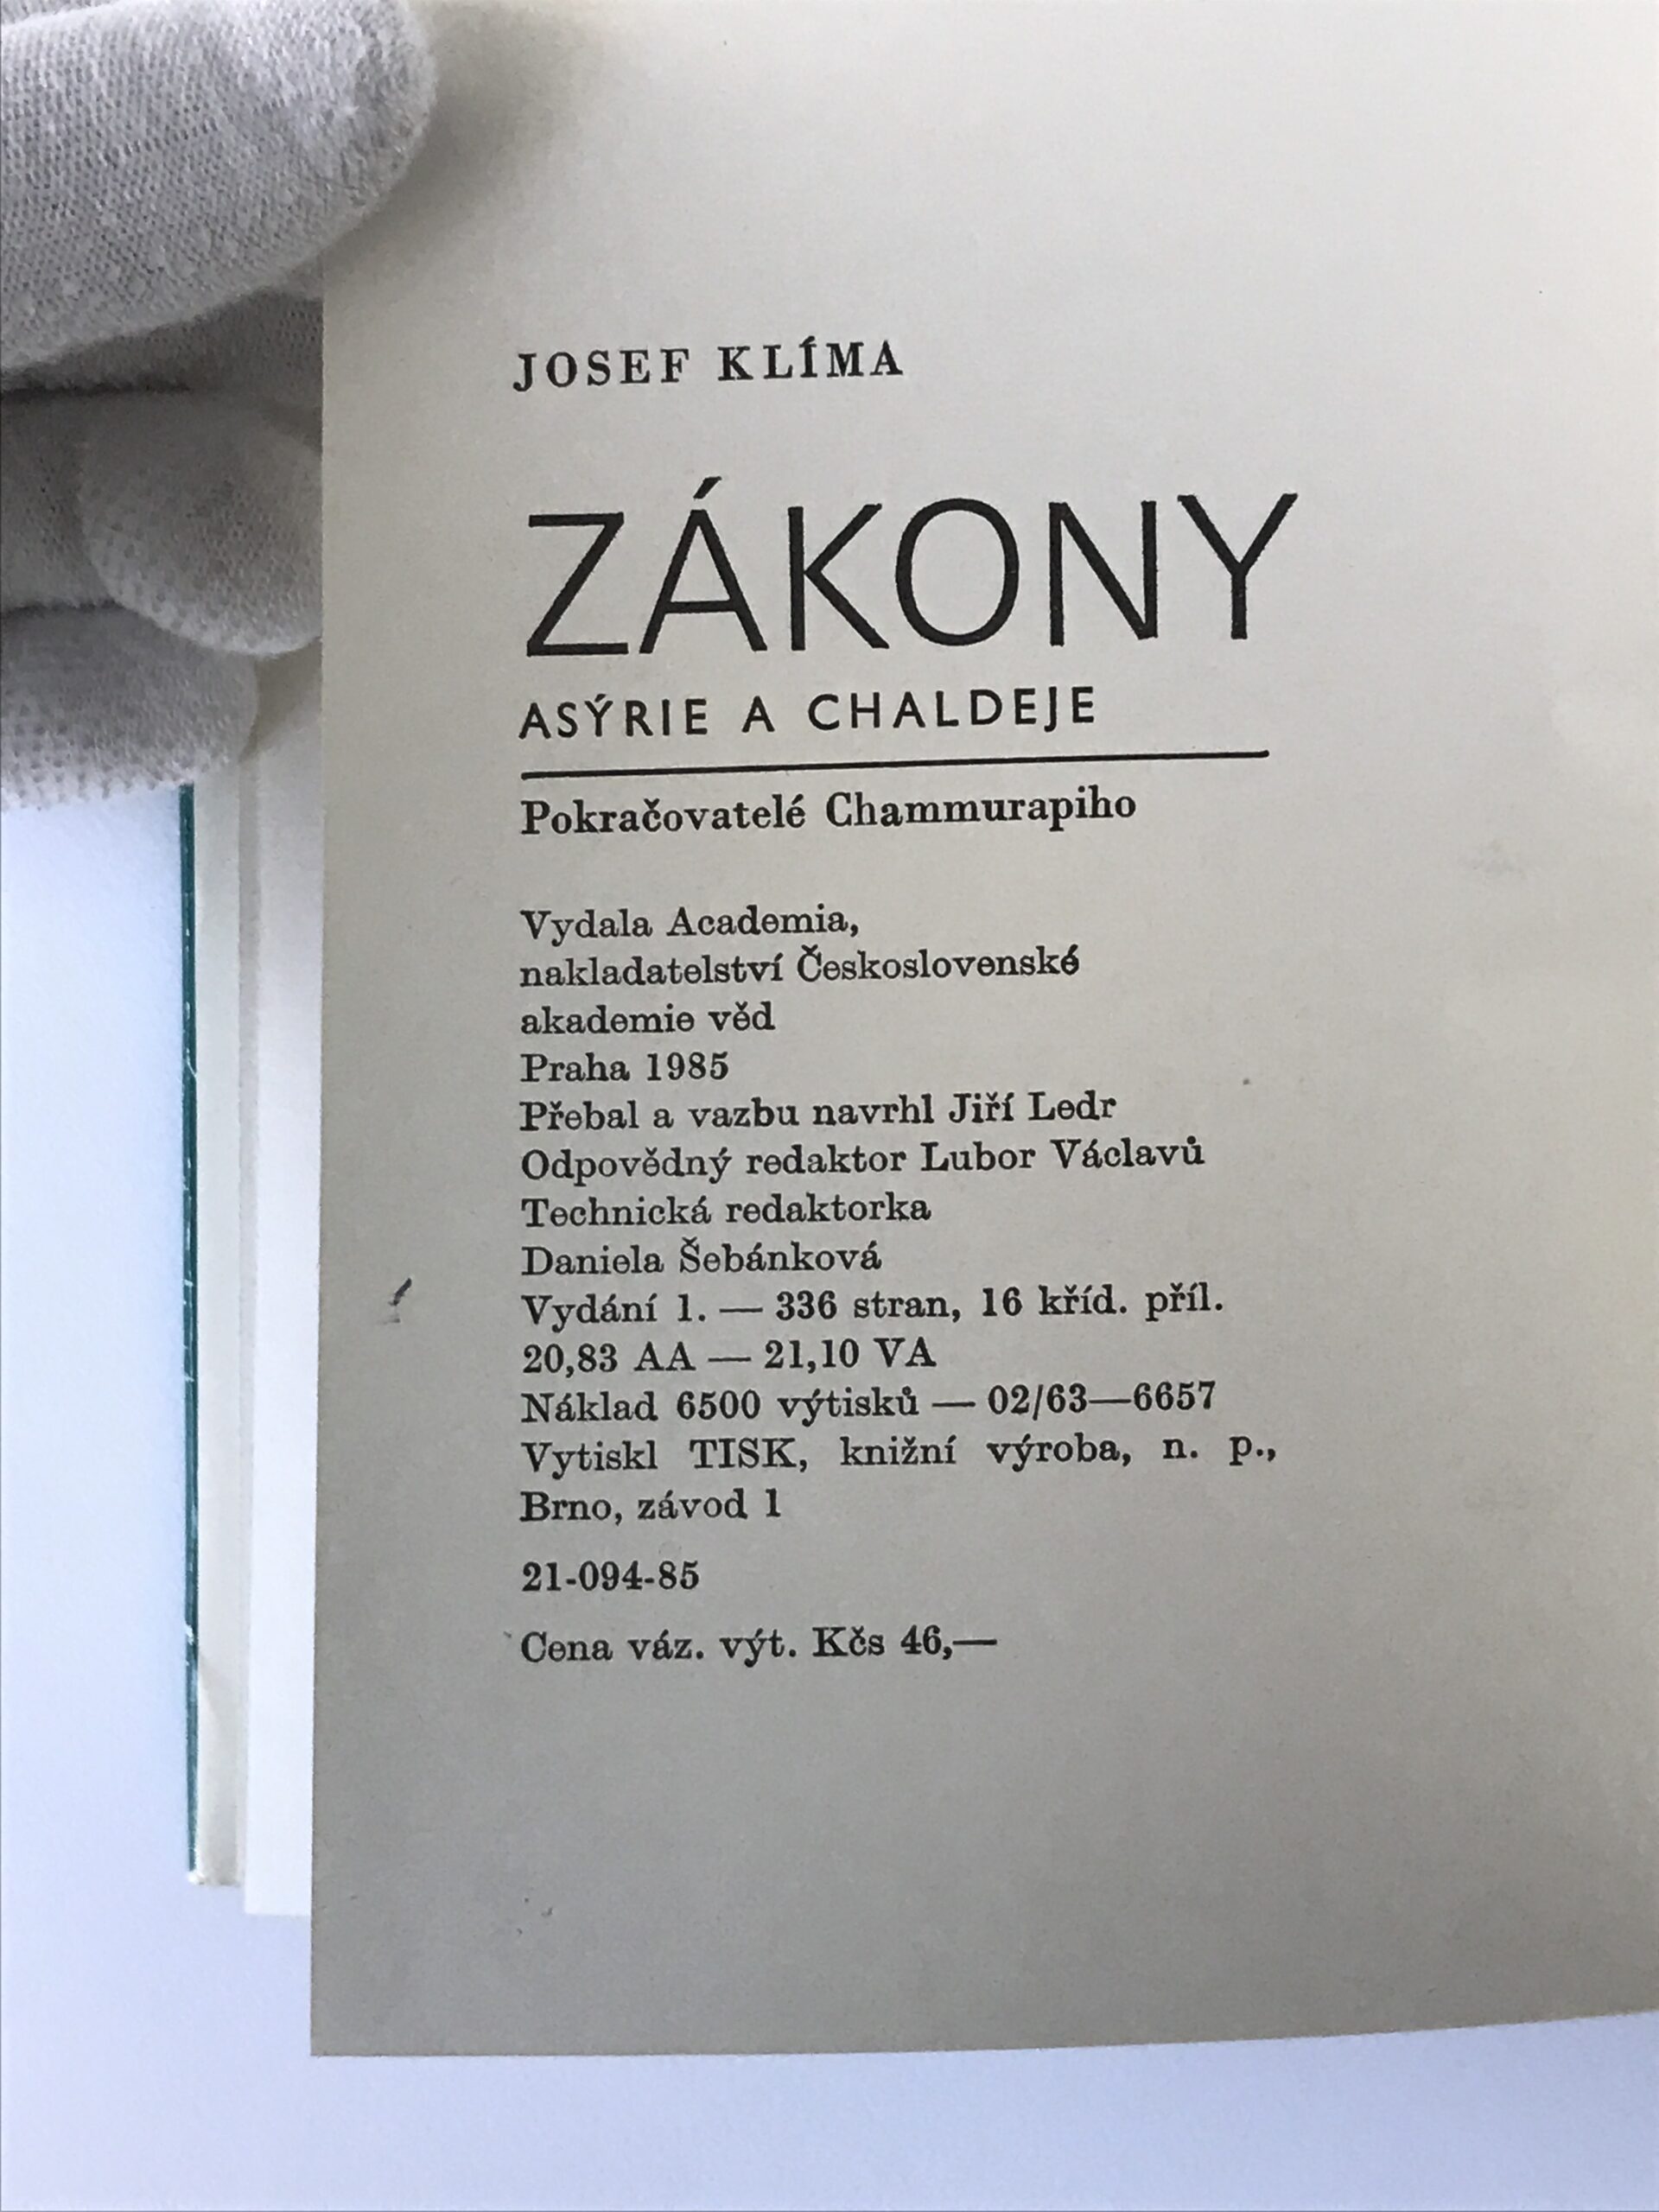 JOSEF KLÍMA
ZÁKONY
ASÝRIE A CHALDEJE
Pokračovatelé Chammurapiho
Vydala Academia,
nakladatelství Československé
akademie věd
Praha 1985
Přebal a vazbu navrhl Jiří Ledr
Odpovědný redaktor Lubor Václavů
Technická redaktorka
Daniela Šebánková
Vydání 1. — 336 stran, 16 kříd. příl.
20,83 AA — 21,10 VA
Náklad 6500 výtisků — 02/63—6657
Vytiskl TISK, knižní výroba, n. p.,
Brno, závod 1
21-094-85
Cena váz. výt. Kčs 46,—